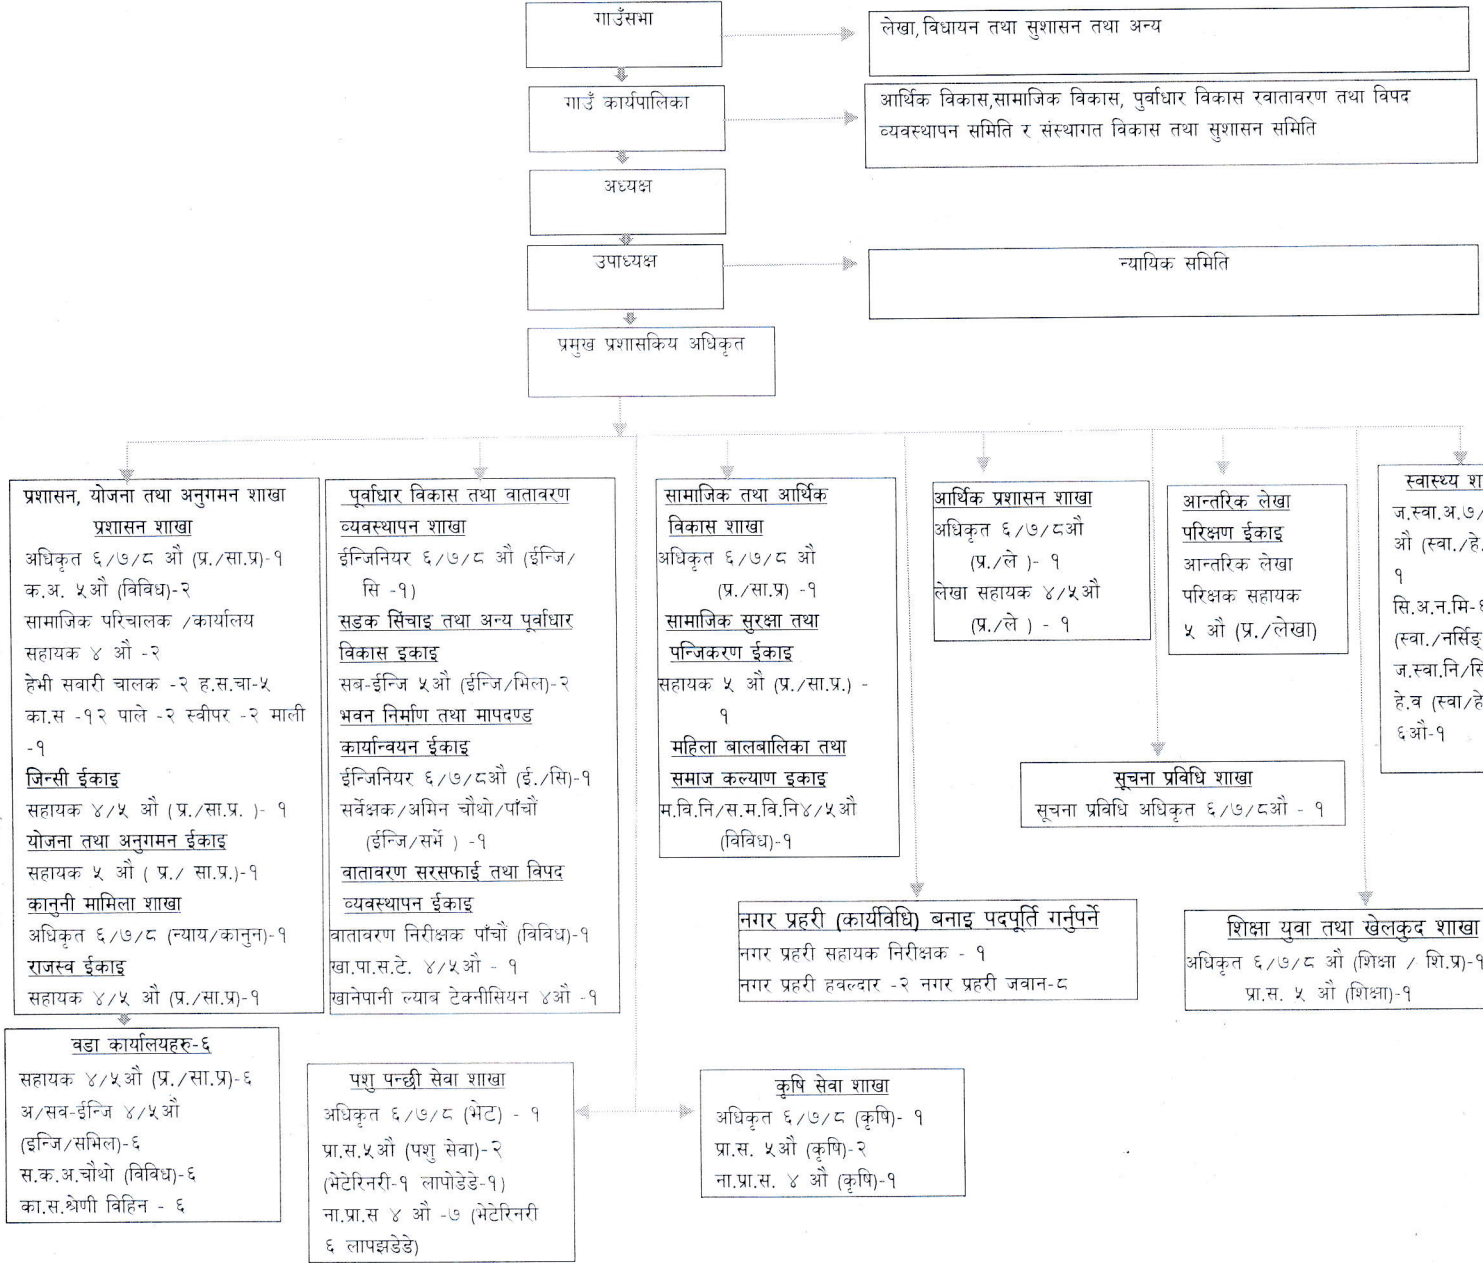 गाउँसभा
लेखा,विधायन तथा सुशासन तथा अन्य
गाउँ कार्यपालिका
आर्थिक विकास,सामाजिक विकास, पुर्वाधार विकास रवातावरण तथा विपद
व्यवस्थापन समिति र संस्थागत विकास तथा सुशासन समिति
अध्यक्ष
उपाध्यक्ष
न्यायिक समिति
प्रमुख प्रशासकिय अधिकृत
प्रशासन, योजना तथा अनुगमन शाखा
प्रशासन शाखा
अधिकृत ६/७/८ औ (प्र./सा.प्र)-१
क.अ. ५औ (विविध)-२
सामाजिक परिचालक /कार्यालय
सहायक ४ औ -२
हेभी सवारी चालक -२ ह.स.चा-५
का.स -१२ पाले -२ स्वीपर -२ माली
-१
जिन्सी ईकाइ
सहायक ४/५ औ (प्र./सा.प्र. )- १
योजना तथा अनुगमन ईकाइ
सहायक ५ औ ( प्र./ सा.प्र.)-१
कानुनी मामिला शाखा
अधिकृत ६/७/८ (न्याय/कानुन)-१
राजस्व ईकाइ
सहायक ४/५ औ (प्र./सा.प्र)-१
पूर्वाधार विकास तथा वातावरण
व्यवस्थापन शाखा
ईन्जिनियर ६/७/८ औ (ईन्जि/
सि -१)
सडक सिंचाइ तथा अन्य पूर्वाधार
विकास इकाइ
सब-ईन्जि ५औ (ईन्जि/भिल)-२
भवन निर्माण तथा मापदण्ड
कार्यान्वयन ईकाइ
ईन्जिनियर ६/७/८औ (ई./सि)-१
सर्वेक्षक/अमिन चौथो/पाँचौं
(ईन्जि/सर्भे ) -१
वातावरण सरसफाई तथा विपद
व्यवस्थापन ईकाइ
वातावरण निरीक्षक पाँचौं (विविध)-१
खा.पा.स.टे. ४/५औ - १
खानेपानी ल्याब टेक्नीसियन ४औ -१
सामाजिक तथा आर्थिक
विकास शाखा
अधिकृत ६/७/८ औ
(प्र./सा.प्र) -१
सामाजिक सुरक्षा तथा
पन्जिकरण ईकाइ
सहायक ५ औ (प्र./सा.प्र.) -
१
महिला बालबालिका तथा
समाज कल्याण इकाइ
म.वि.नि/स.म.वि.नि४/५औ
(विविध)-१
आर्थिक प्रशासन शाखा
अधिकृत ६/७/८औ
(प्र./ले )- १
लेखा सहायक ४/५औ
(प्र./ले ) - १
आन्तरिक लेखा
परिक्षण ईकाइ
आन्तरिक लेखा
परिक्षक सहायक
५ औ (प्र./लेखा)
स्वास्थ्य शा
ज.स्वा.अ.७/
औ (स्वा./हे.
१
सि.अ.न.मि-६
(स्वा./नर्सिङ्
ज.स्वा.नि/सि
हे.व (स्वा/हे
६औ-१
सूचना प्रविधि शाखा
सूचना प्रविधि अधिकृत ६/७/८औ - १
नगर प्रहरी (कार्यविधि) बनाइ पदपूर्ति गर्नुपर्ने
नगर प्रहरी सहायक निरीक्षक - १
नगर प्रहरी हवल्दार -२ नगर प्रहरी जवान-८
शिक्षा युवा तथा खेलकुद शाखा
अधिकृत ६/७/८ औ (शिक्षा / शि.प्र)-१
प्रा.स. ५ औ (शिक्षा)-१
वडा कार्यालयहरु-६
सहायक ४/५औ (प्र./सा.प्र)-६
अ/सव-ईन्जि ४/५औ
(इन्जि/सभिल)-६
स.क.अ.चौथो (विविध)-६
का.स.श्रेणी विहिन - ६
पशु पन्छी सेवा शाखा
अधिकृत ६/७/८ (भेट) - १
प्रा.स.५औ (पशु सेवा)-२
(भेटेरिनरी-१ लापोडेडे-१)
ना.प्रा.स ४ औ -७ (भेटेरिनरी
६ लापझडेडे)
कृषि सेवा शाखा
अधिकृत ६/७/८ (कृषि)- १
प्रा.स. ५औ (कृषि)-२
ना.प्रा.स. ४ औ (कृषि)-१